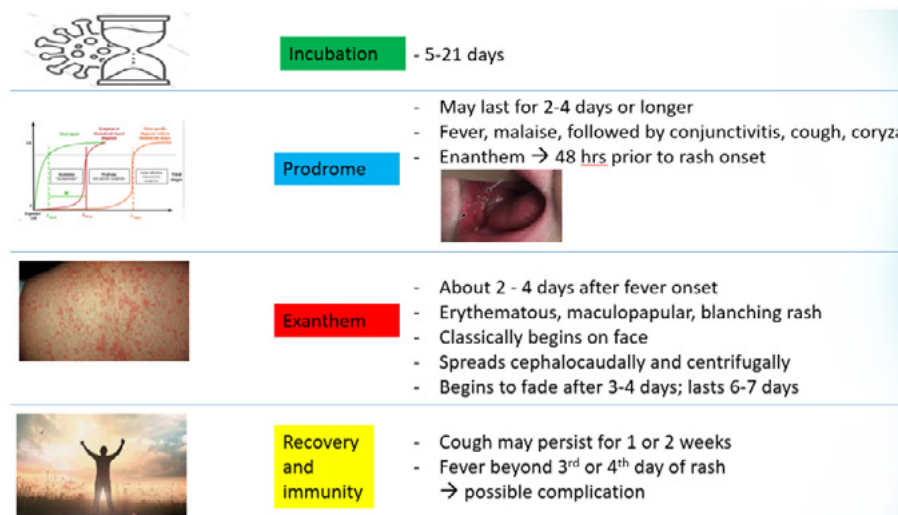 Incubation
- 5-21 days
Prodrome
- May last for 2-4 days or longer
- Fever, malaise, followed by conjunctivitis, cough, coryza
- Enanthem → 48 hrs prior to rash onset
Exanthem
- About 2 - 4 days after fever onset
- Erythematous, maculopapular, blanching rash
- Classically begins on face
- Spreads cephalocaudally and centrifugally
- Begins to fade after 3-4 days; lasts 6-7 days
Recovery
and
immunity
- Cough may persist for 1 or 2 weeks
- Fever beyond 3rd or 4th day of rash
→ possible complication